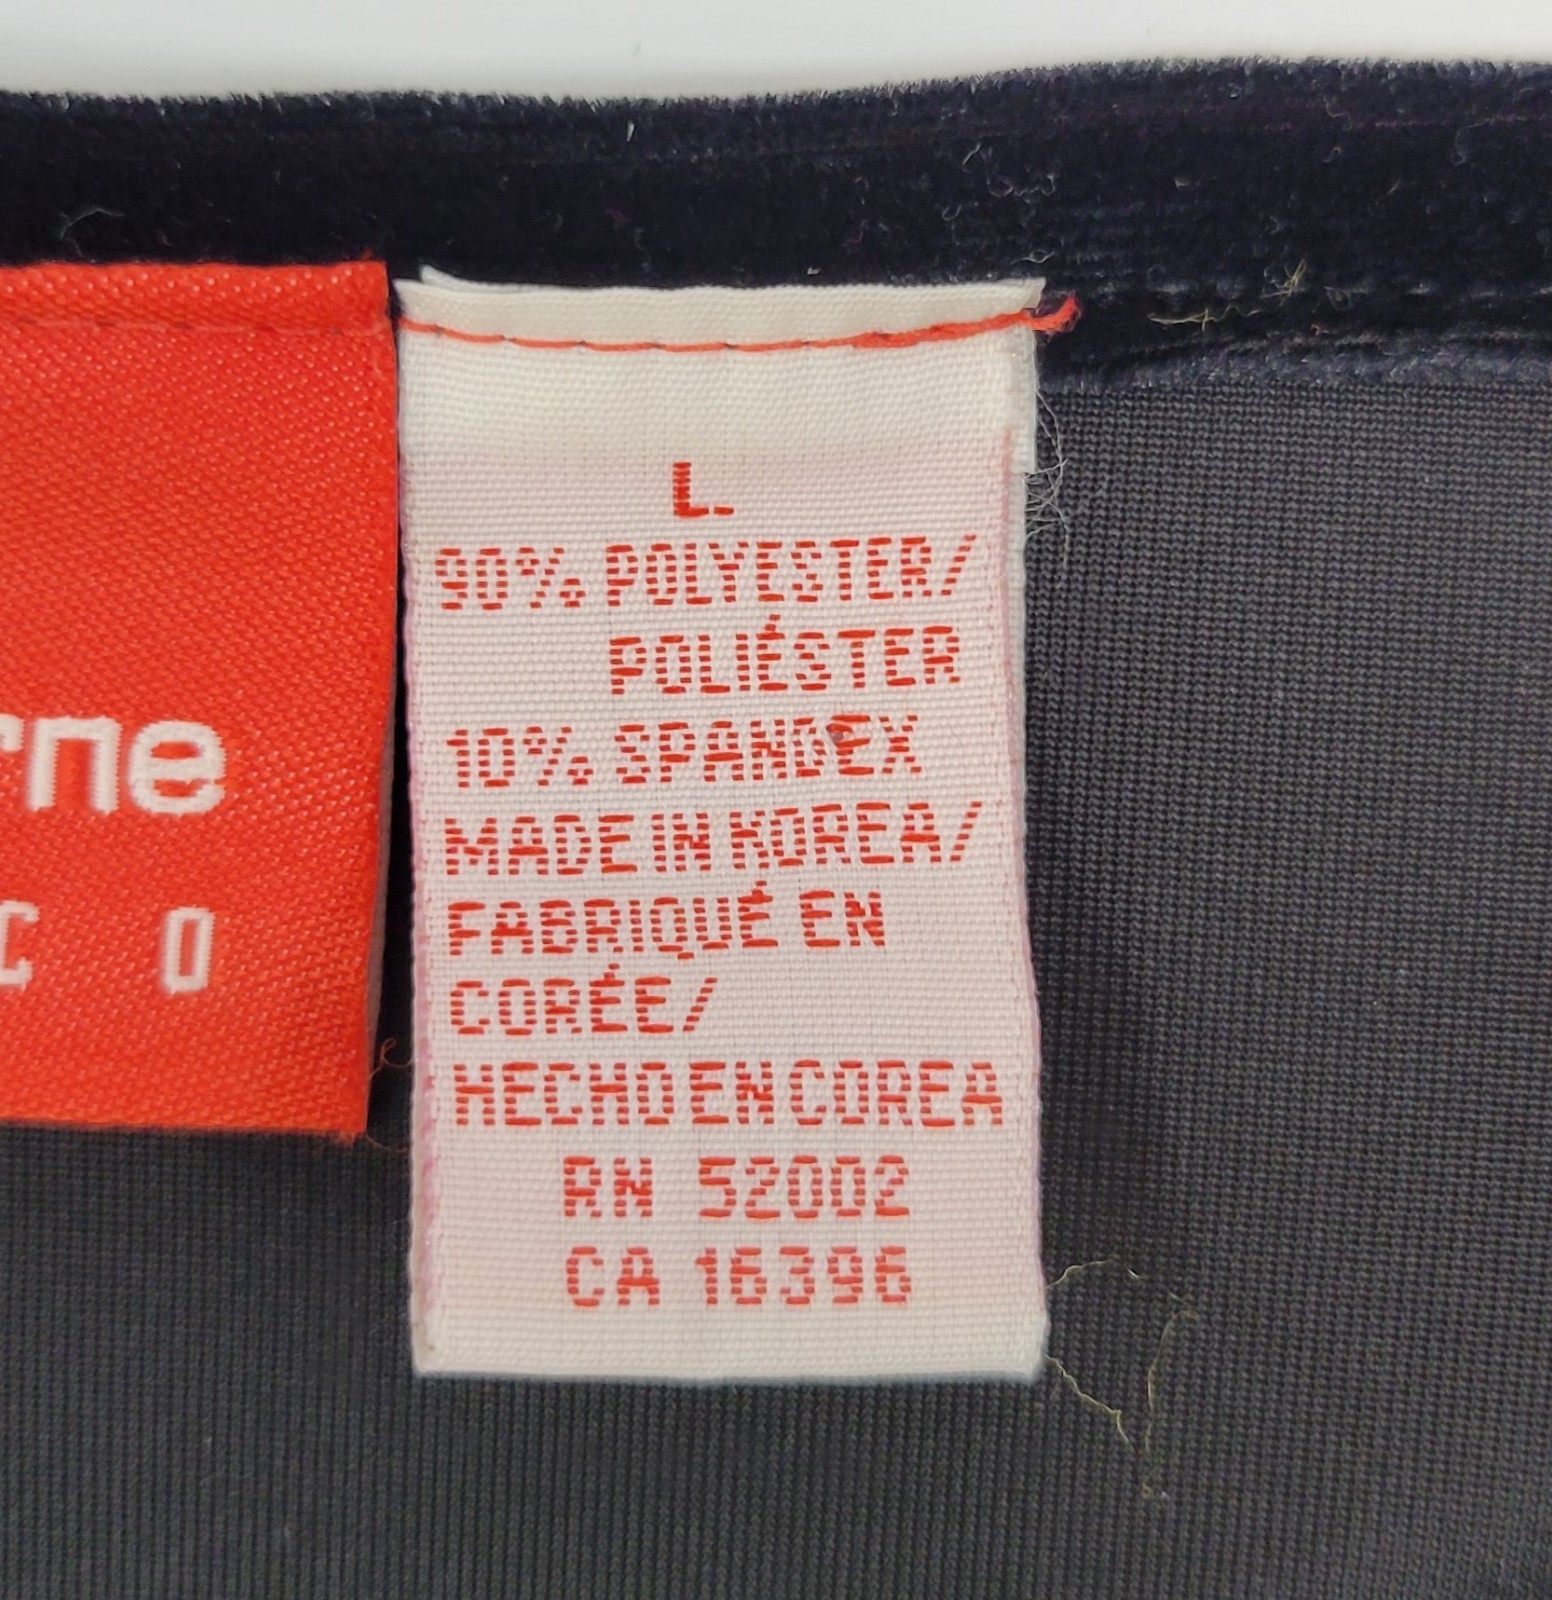 L.
90% POLYESTER/
POLIÉSTER
10% SPANDEX
MADE IN KOREA/
FABRIQUÉ EN
CORÉE/
HECHO EN COREA
RN 52002
CA 16396
rne
C O